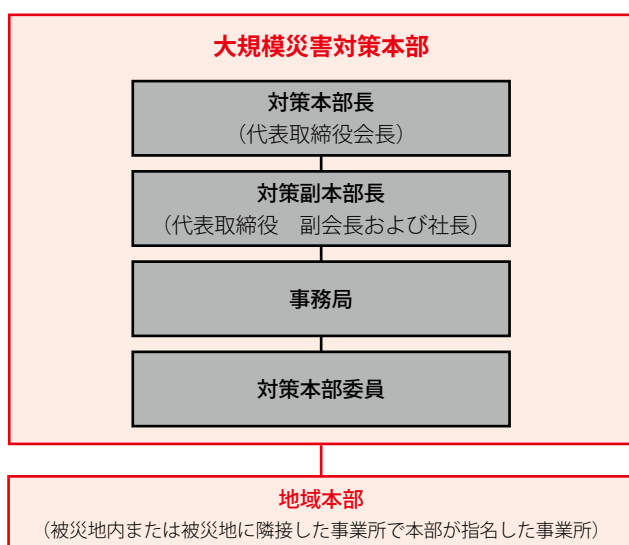 大規模災害対策本部
対策本部長
（代表取締役会長）
対策副本部長
（代表取締役　副会長および社長）
事務局
対策本部委員
地域本部
（被災地内または被災地に隣接した事業所で本部が指名した事業所）